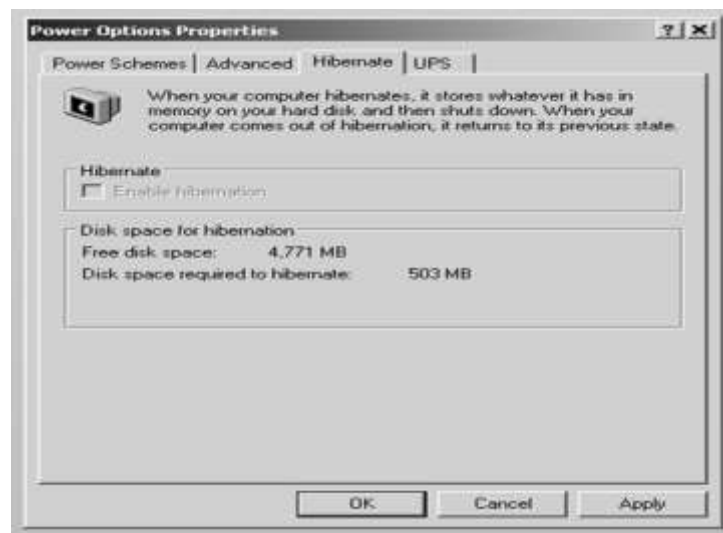 Power Options Properties
Power Schemes Advanced Hibernate UPS
When your computer hibernates, it stores whatever it has in
memory on your hard disk and then shuts down. When your
computer comes out of hibernation, it returns to its previous state.
Hibernate
Enable hibernation
Disk space for hibernation
Free disk space: 4,771 MB
Disk space required to hibernate: 503 MB
OK Cancel Apply